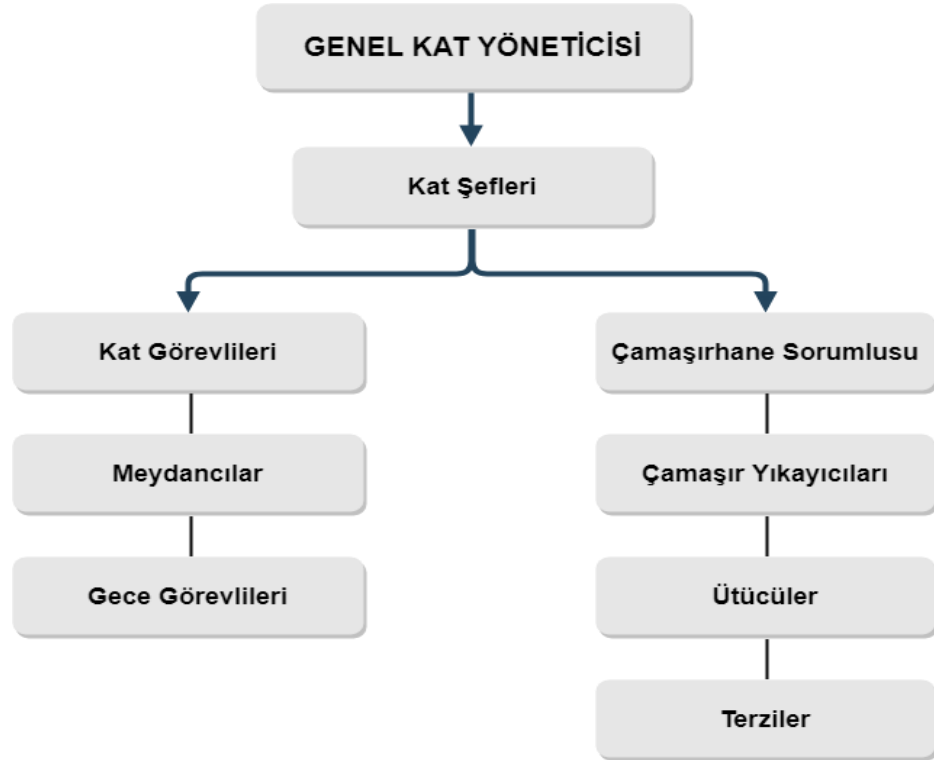 GENEL KAT YÖNETİCİSİ
Kat Şefleri
Kat Görevlileri
Meydancılar
Gece Görevlileri
Çamaşırhane Sorumlusu
Çamaşır Yıkayıcıları
Ütücüler
Terziler